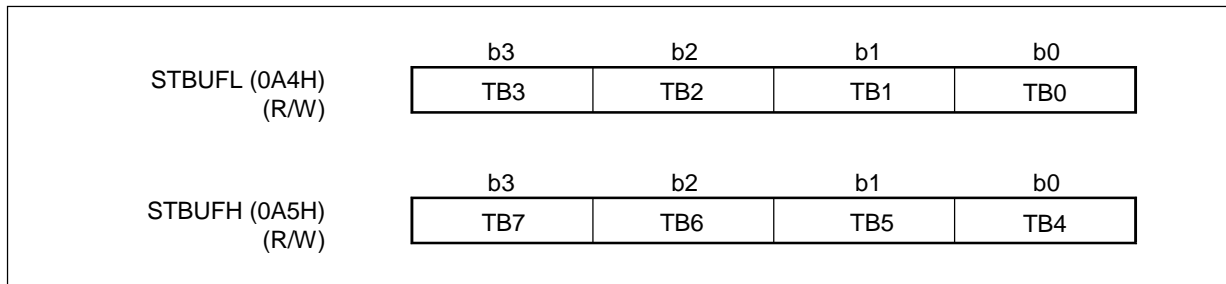 b3 b2 b1 b0
STBUFL (0A4H) TB3 TB2 TB1 TB0
(R/W)
b3 b2 b1 b0
STBUFH (0A5H) TB7 TB6 TB5 TB4
(R/W)